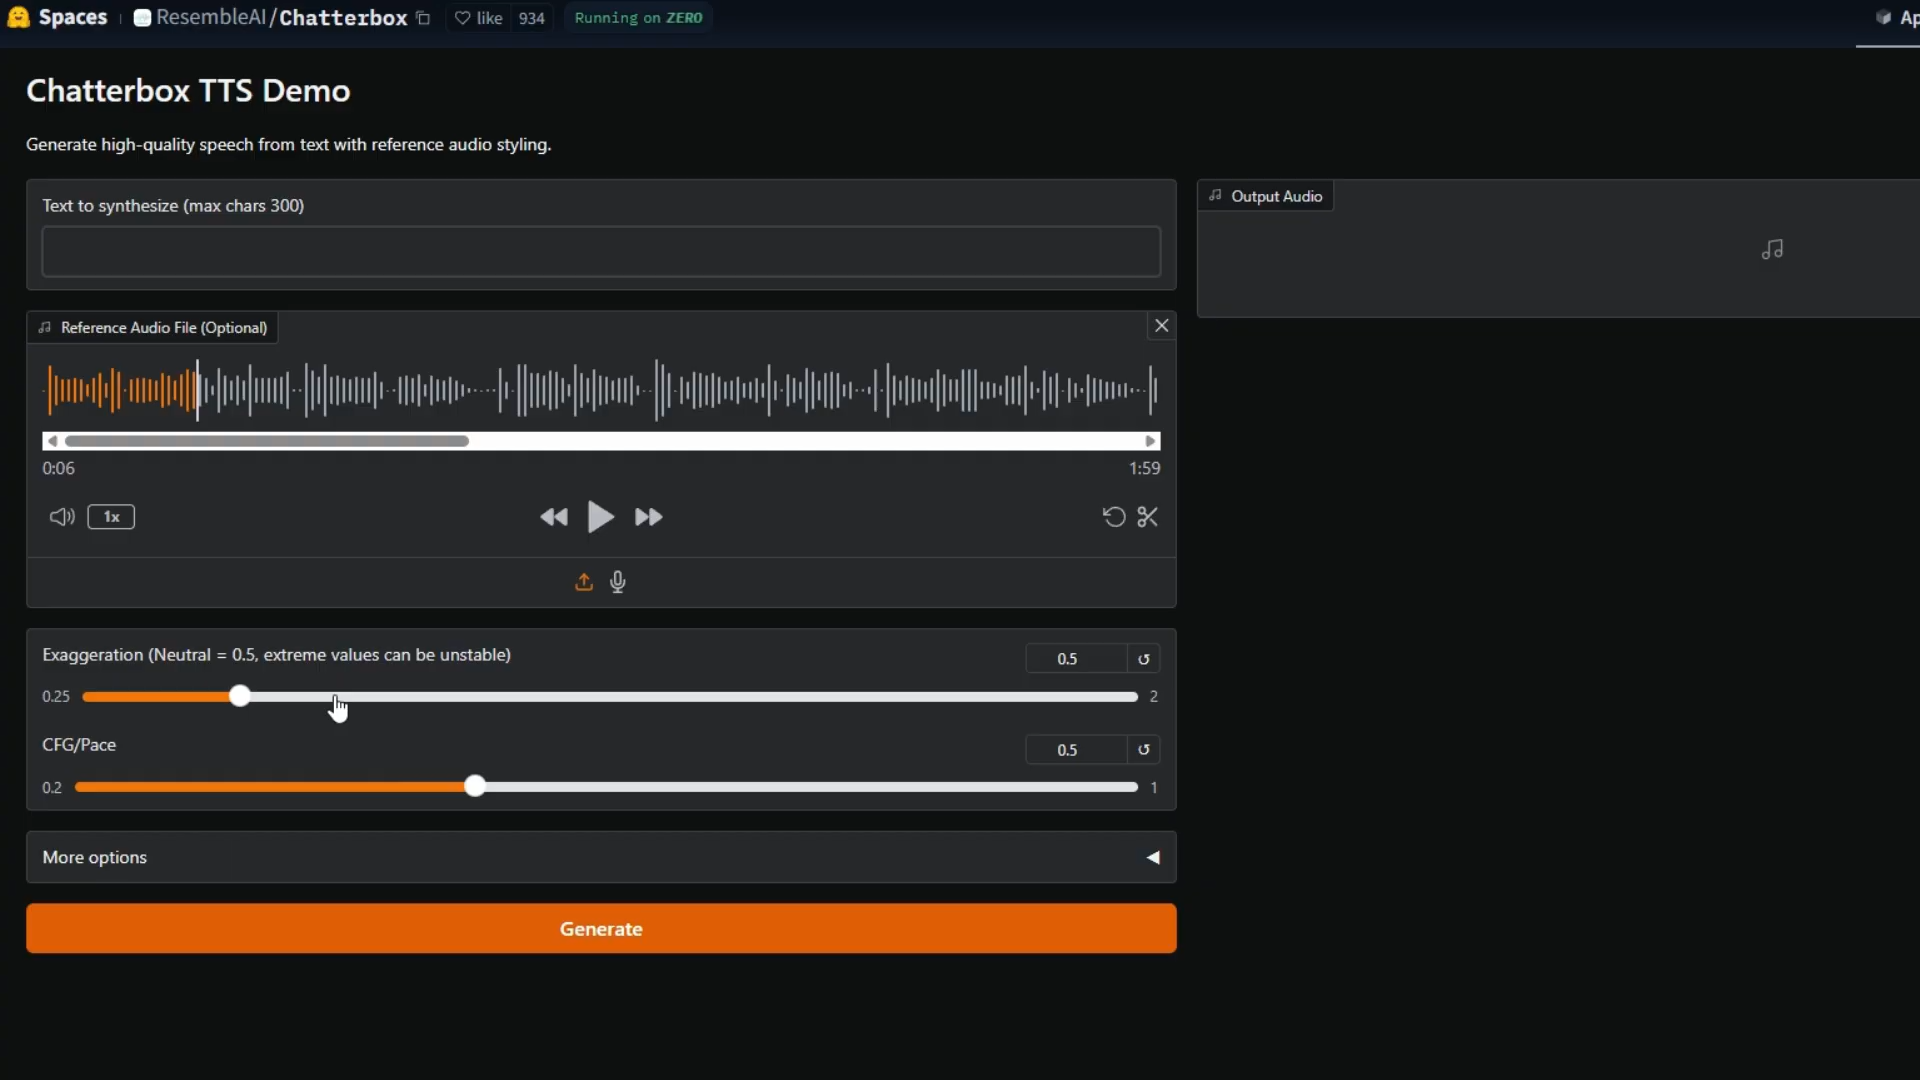 Spaces
ResembleAI/Chatterbox
like 934
Running on ZERO
Chatterbox TTS Demo
Generate high-quality speech from text with reference audio styling.
Text to synthesize (max chars 300)
Output Audio
Reference Audio File (Optional)
0:06
1:59
1x
Exaggeration (Neutral = 0.5, extreme values can be unstable)
0.5
0.25
2
CFG/Pace
0.5
0.2
1
More options
Generate